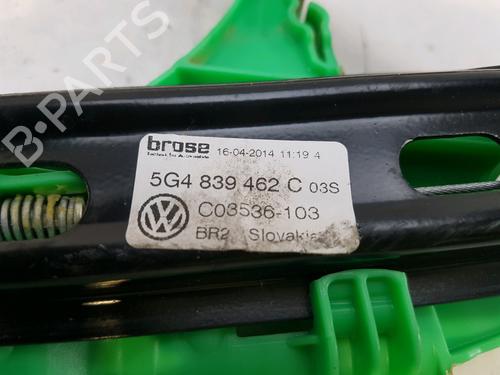 brose
16-04-2014 11:19 4
5G4 839 462 C 03S
C03536-103
BR2 Slovakia
B-PARTS